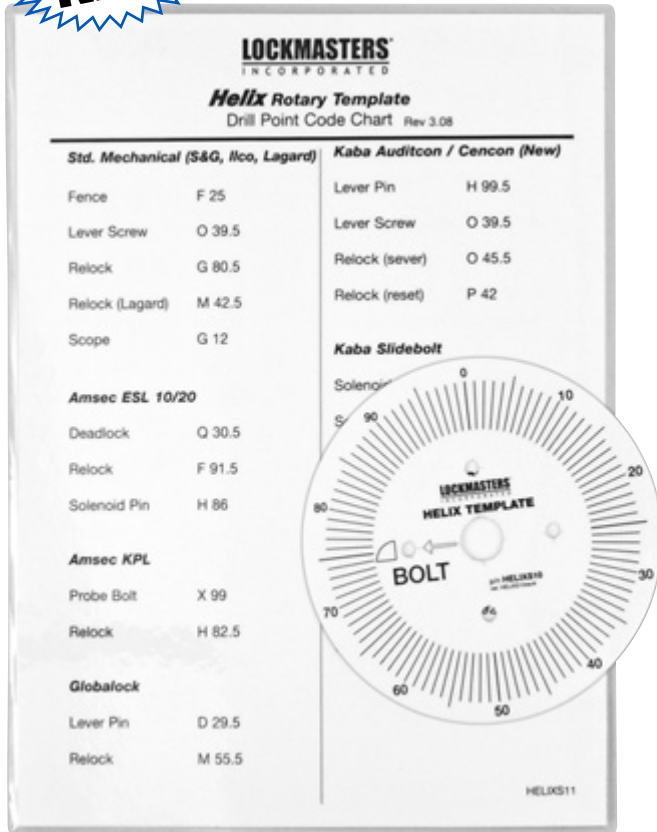 LOCKMASTERS
INCORPORATED
Helix Rotary Template
Drill Point Code Chart Rev 3.08
Std. Mechanical (S&G, Ilco, Lagard)
Fence F 25
Lever Screw O 39.5
Relock G 80.5
Relock (Lagard) M 42.5
Scope G 12
Amsec ESL 10/20
Deadlock Q 30.5
Relock F 91.5
Solenoid Pin H 86
Amsec KPL
Probe Bolt X 99
Relock H 82.5
Globalock
Lever Pin D 29.5
Relock M 55.5
Kaba Auditcon / Cencon (New)
Lever Pin H 99.5
Lever Screw O 39.5
Relock (sever) O 45.5
Relock (reset) P 42
Kaba Slidebolt
0
10
20
30
40
50
60
70
80
90
LOCKMASTERS
INCORPORATED
HELIX TEMPLATE
BOLT
p/n HELIXS10
HELIXS11